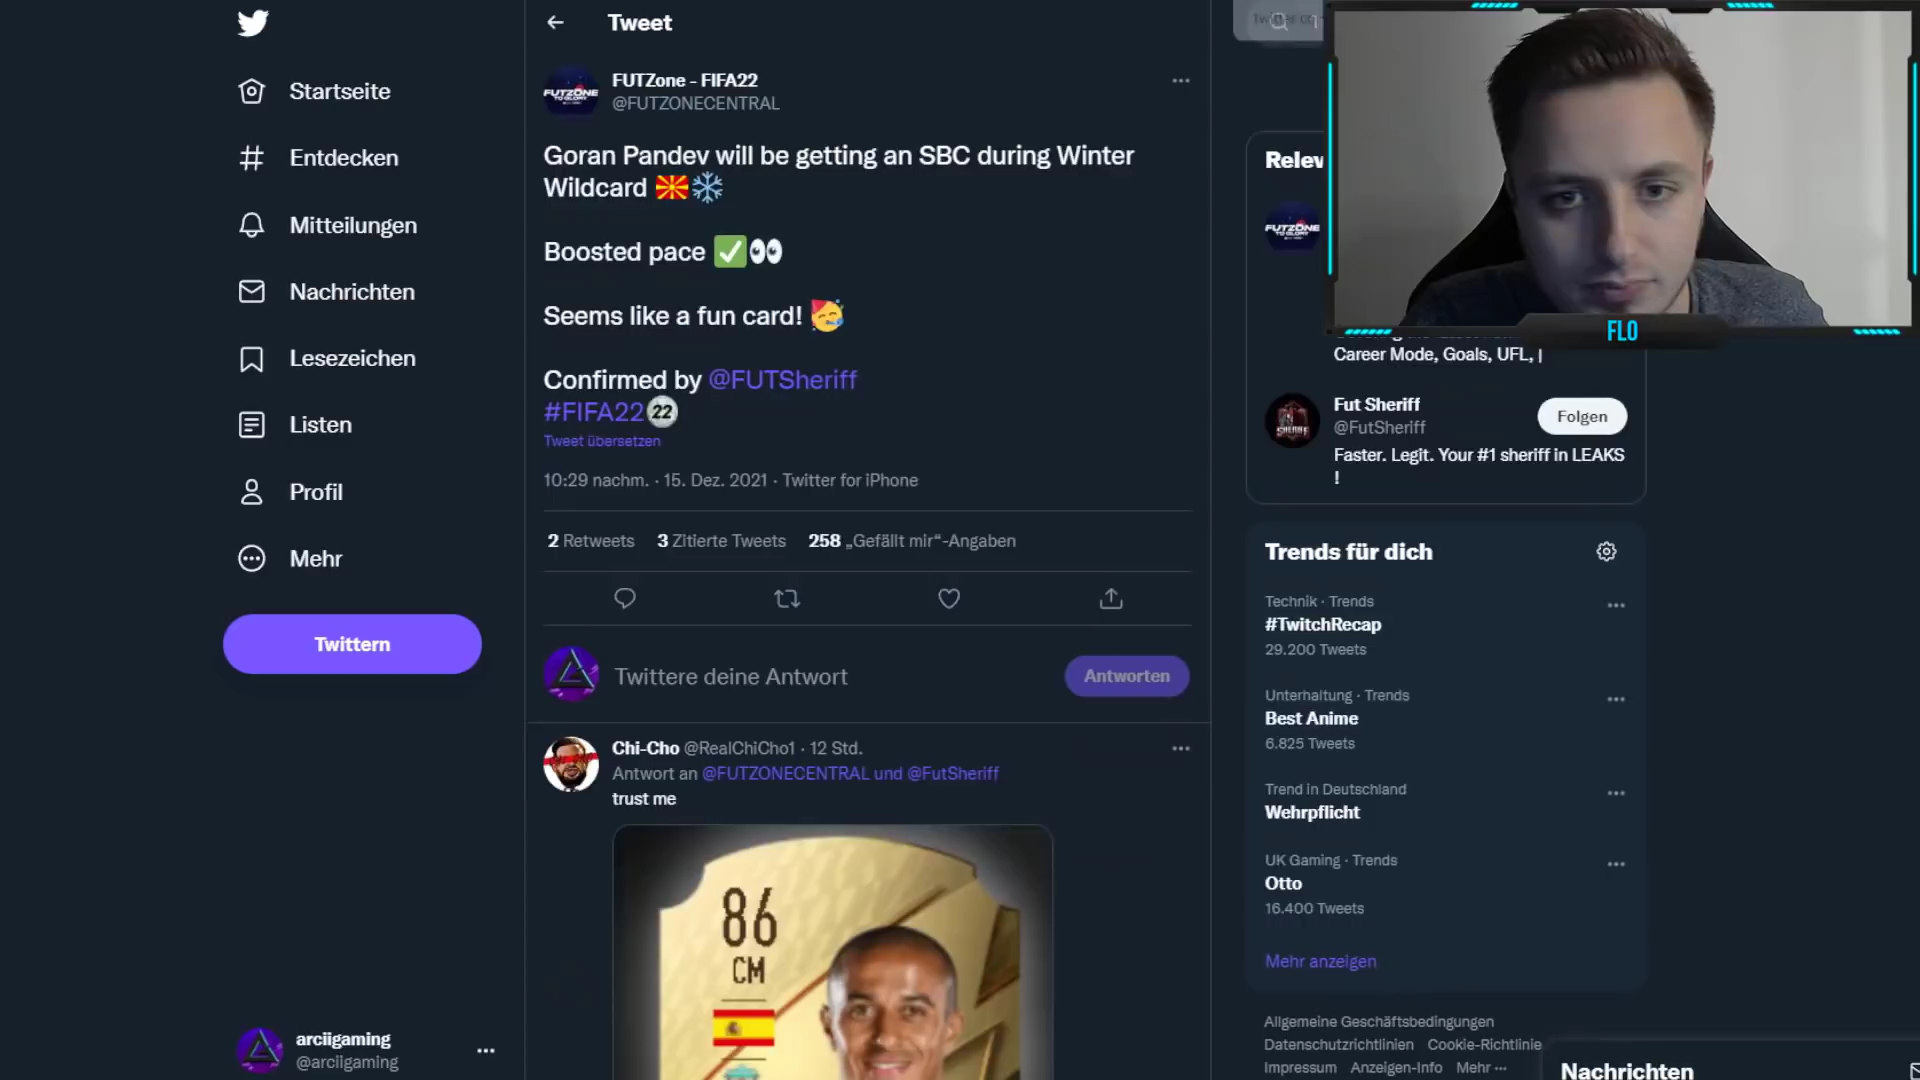 Startseite
Entdecken
Mitteilungen
Nachrichten
Lesezeichen
Listen
Profil
Mehr
Twittern
arciigaming
@arciigaming
Tweet
FUTZone - FIFA22
@FUTZONECENTRAL
Goran Pandev will be getting an SBC during Winter
Wildcard 🇲🇰❄️
Boosted pace ✅👀
Seems like a fun card! 🥳
Confirmed by @FUTSheriff
#FIFA22 22
Tweet übersetzen
10:29 nachm. · 15. Dez. 2021 · Twitter for iPhone
2 Retweets 3 Zitierte Tweets 258 „Gefällt mir“-Angaben
Twittere deine Antwort
Antworten
Chi-Cho @RealChiCho1 · 12 Std.
Antwort an @FUTZONECENTRAL und @FutSheriff
trust me
86
CM
FLO
Relev
FUTZONE
TO GLORY
Career Mode, Goals, UFL, |
Fut Sheriff
@FutSheriff
Folgen
Faster. Legit. Your #1 sheriff in LEAKS
!
Trends für dich
Technik · Trends
#TwitchRecap
29.200 Tweets
Unterhaltung · Trends
Best Anime
6.825 Tweets
Trend in Deutschland
Wehrpflicht
UK Gaming · Trends
Otto
16.400 Tweets
Mehr anzeigen
Allgemeine Geschäftsbedingungen
Datenschutzrichtlinien Cookie-Richtlinie
Impressum Anzeigen-Info Mehr ···
Nachrichten